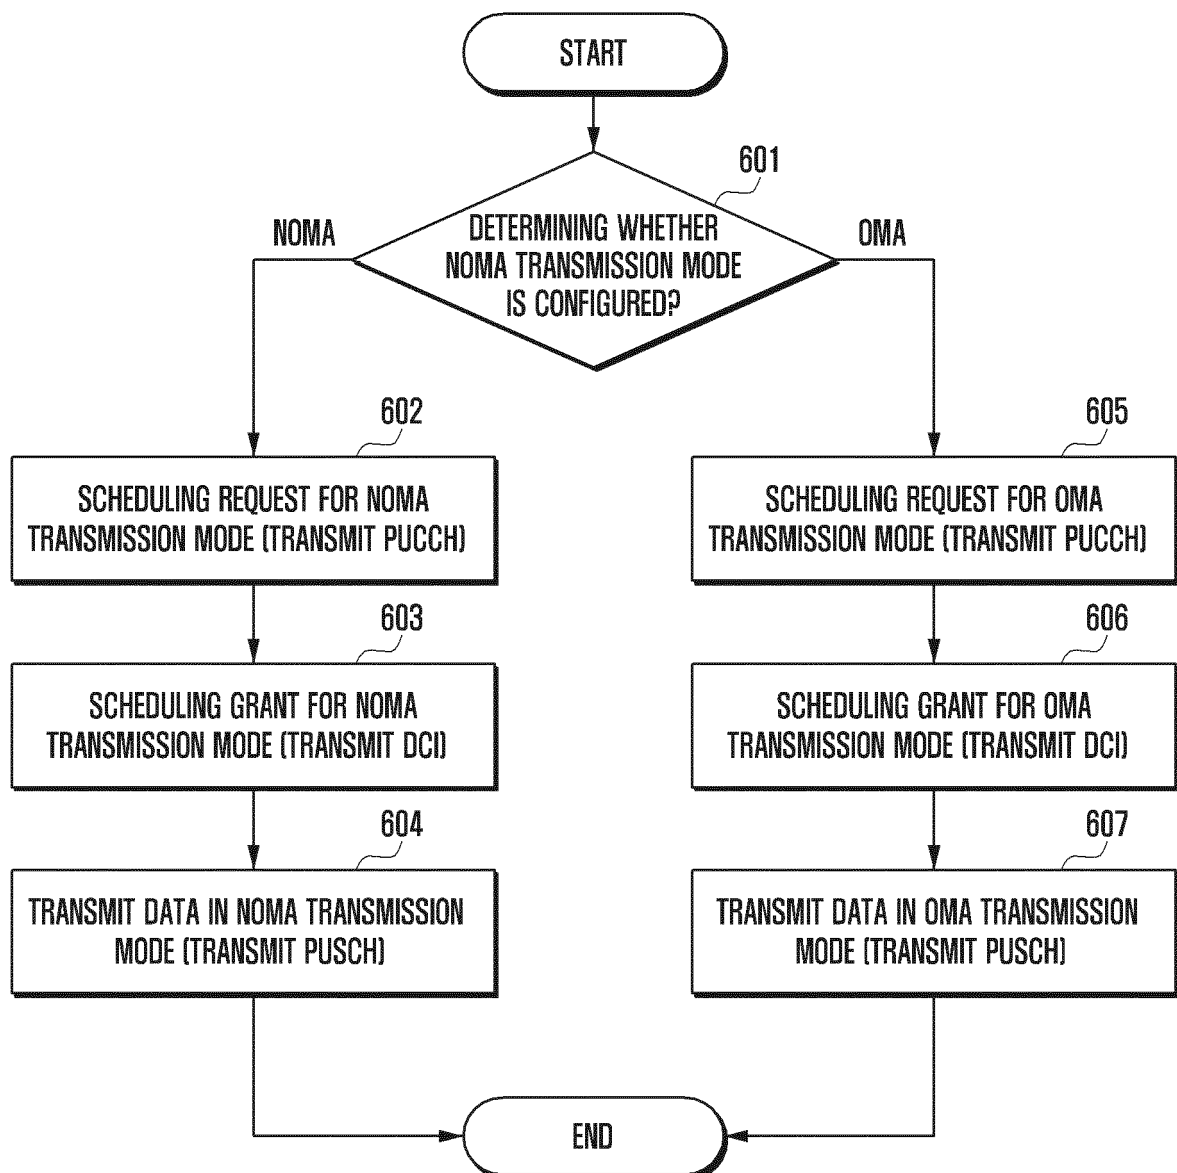 START
601
DETERMINING WHETHER
NOMA TRANSMISSION MODE
IS CONFIGURED?
NOMA
OMA
602
SCHEDULING REQUEST FOR NOMA
TRANSMISSION MODE (TRANSMIT PUCCH)
603
SCHEDULING GRANT FOR NOMA
TRANSMISSION MODE (TRANSMIT DCI)
604
TRANSMIT DATA IN NOMA TRANSMISSION
MODE (TRANSMIT PUSCH)
605
SCHEDULING REQUEST FOR OMA
TRANSMISSION MODE (TRANSMIT PUCCH)
606
SCHEDULING GRANT FOR OMA
TRANSMISSION MODE (TRANSMIT DCI)
607
TRANSMIT DATA IN OMA TRANSMISSION
MODE (TRANSMIT PUSCH)
END